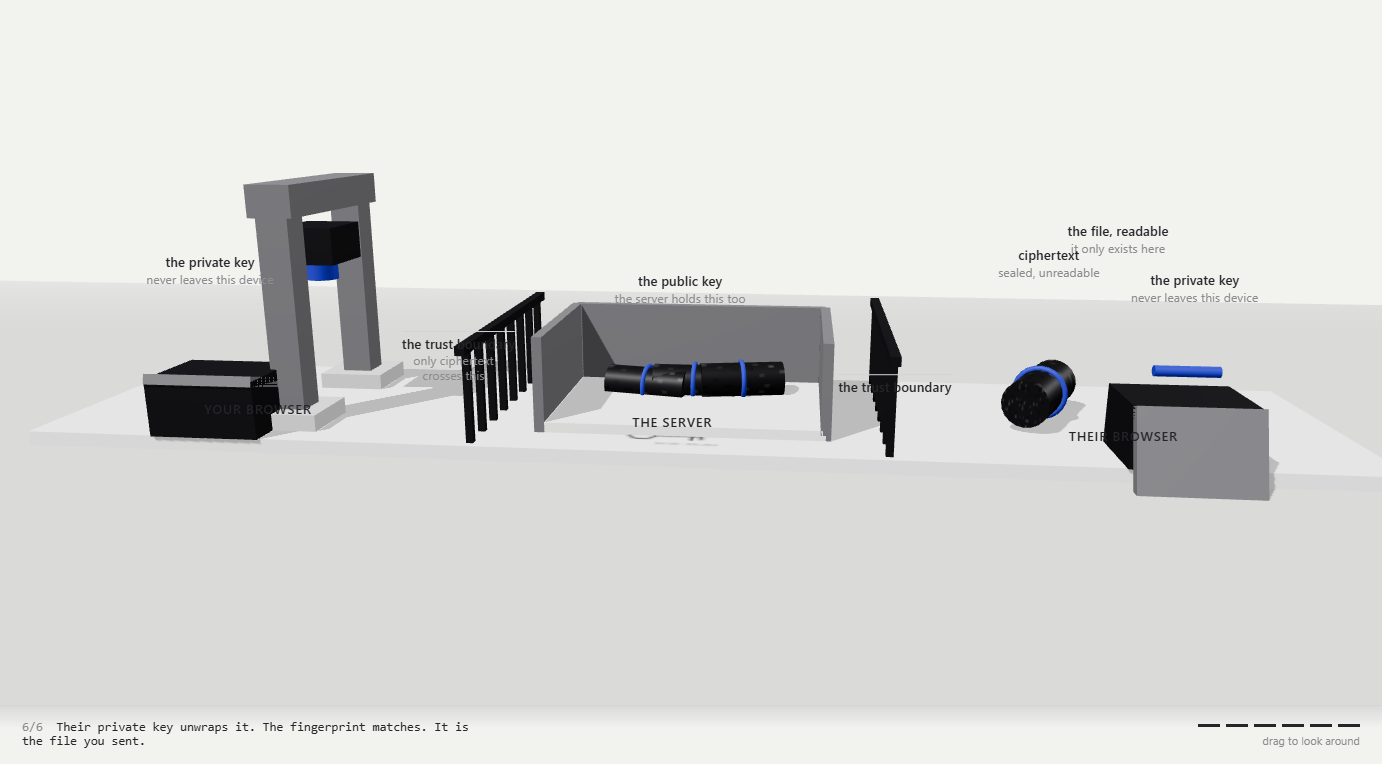 the file, readable
it only exists here
ciphertext
sealed, unreadable
the private key
never leaves this device
the public key
the server holds this too
the private key
never leaves this device
the trust boundary
only ciphertext
crosses this
the trust boundary
YOUR BROWSER
THE SERVER
THEIR BROWSER
6/6 Their private key unwraps it. The fingerprint matches. It is
the file you sent.
drag to look around